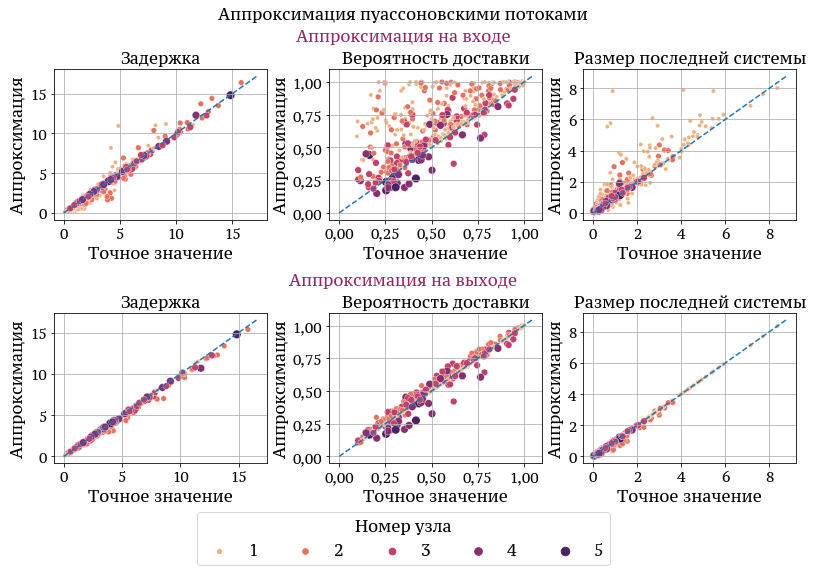 Аппроксимация пуассоновскими потоками
Аппроксимация на входе
Задержка
Вероятность доставки
Размер последней системы
Аппроксимация
15
10
5
0
0
5
10
15
Точное значение
Аппроксимация
1,00
0,75
0,50
0,25
0,00
0,00
0,25
0,50
0,75
1,00
Точное значение
Аппроксимация
8
6
4
2
0
0
2
4
6
8
Точное значение
Аппроксимация на выходе
Задержка
Вероятность доставки
Размер последней системы
Аппроксимация
15
10
5
0
0
5
10
15
Точное значение
Аппроксимация
1,00
0,75
0,50
0,25
0,00
0,00
0,25
0,50
0,75
1,00
Точное значение
Аппроксимация
8
6
4
2
0
0
2
4
6
8
Точное значение
Номер узла
1 2 3 4 5